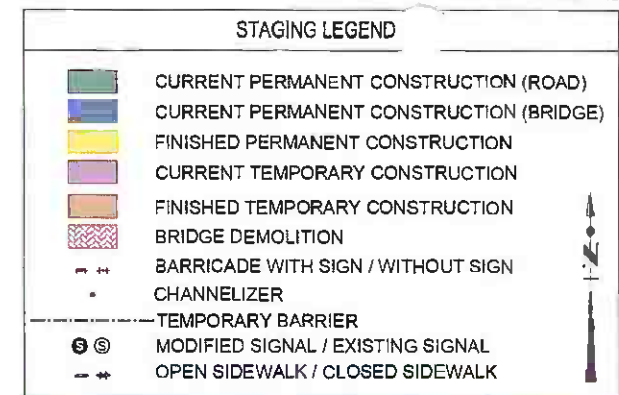 STAGING LEGEND
CURRENT PERMANENT CONSTRUCTION (ROAD)
CURRENT PERMANENT CONSTRUCTION (BRIDGE)
FINISHED PERMANENT CONSTRUCTION
CURRENT TEMPORARY CONSTRUCTION
FINISHED TEMPORARY CONSTRUCTION
BRIDGE DEMOLITION
BARRICADE WITH SIGN / WITHOUT SIGN
CHANNELIZER
TEMPORARY BARRIER
S S MODIFIED SIGNAL / EXISTING SIGNAL
OPEN SIDEWALK / CLOSED SIDEWALK
N